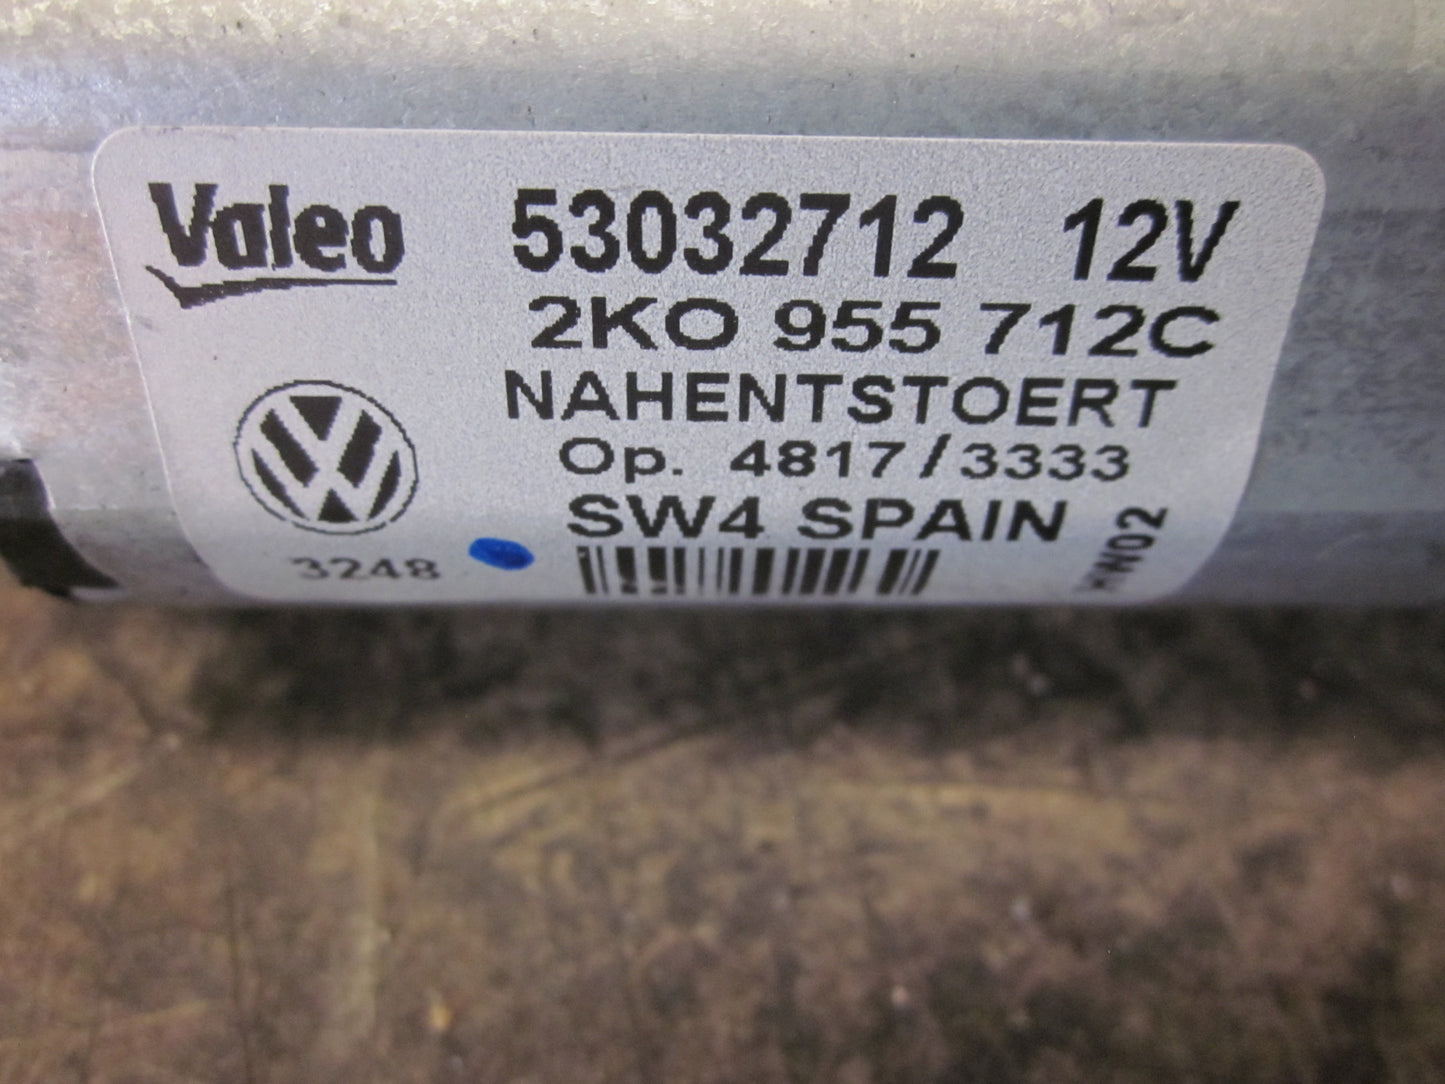 Valeo 53032712 12V
2KO 955 712C
NAHENTSTOERT
Op. 4817/3333
SW4 SPAIN
3248